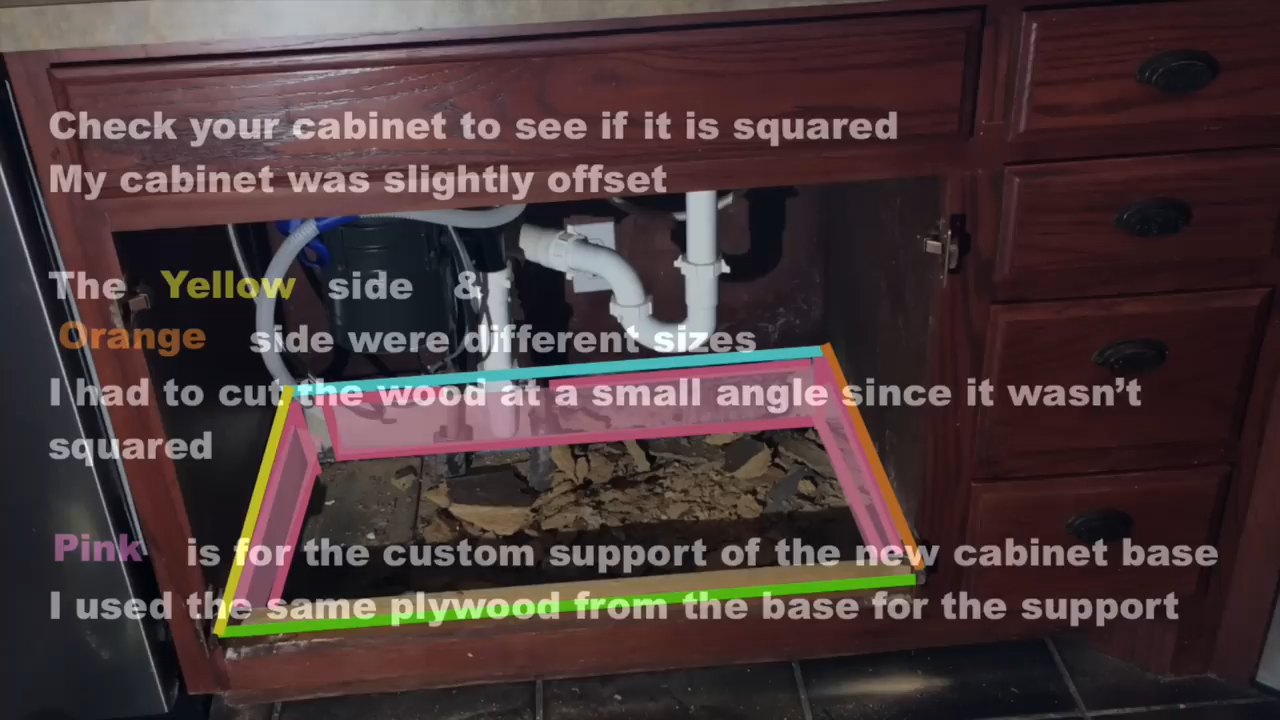 Check your cabinet to see if it is squared
My cabinet was slightly offset
The Yellow side &
Orange side were different sizes
I had to cut the wood at a small angle since it wasn’t
squared
Pink is for the custom support of the new cabinet base
I used the same plywood from the base for the support